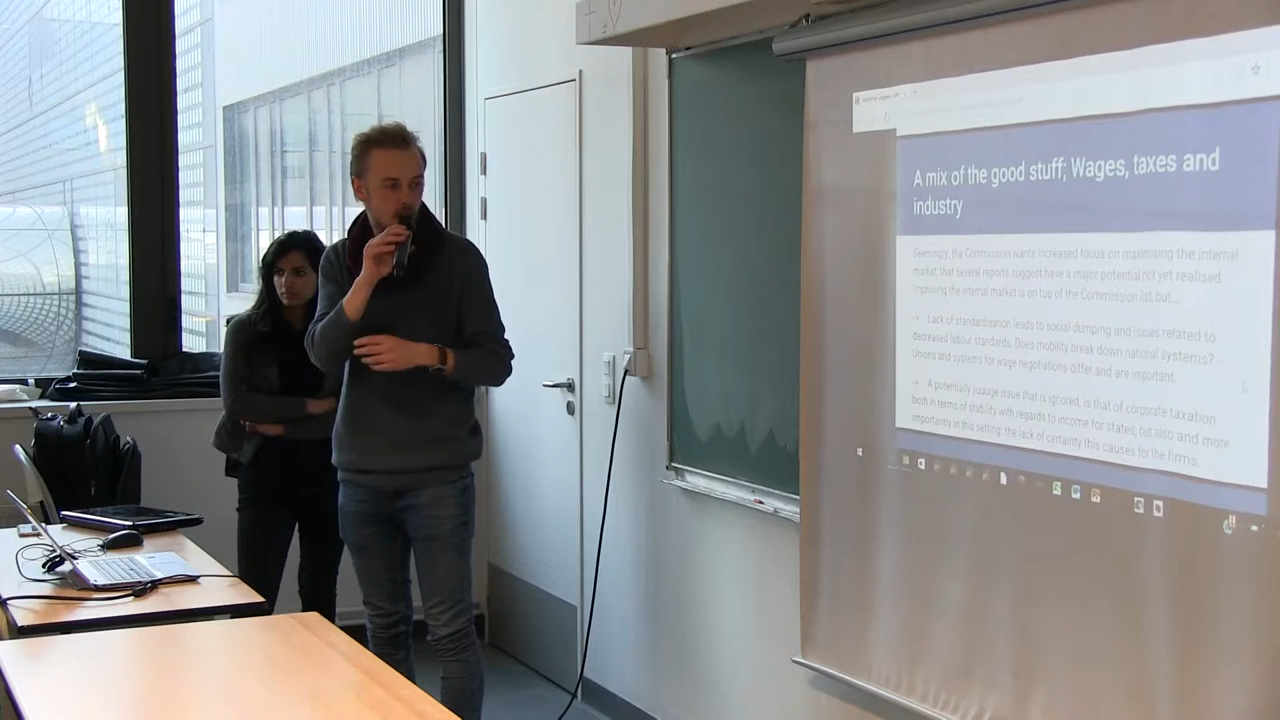 A mix of the good stuff; Wages, taxes and
industry
Seemingly, the Commission wants increased focus on maximising the internal
market, that several reports suggest have a major potential not yet realised.
Improving the internal market is on top of the Commission list, but....
Lack of standardisation leads to social dumping and issues related to
decreased labour standards. Does mobility break down national systems?
Unions and systems for wage negotiations differ and are important.
A potentially yuuuge issue that is ignored, is that of corporate taxation
both in terms of stability with regards to income for states, but also and more
importantly in this setting: the lack of certainty this causes for the firms.